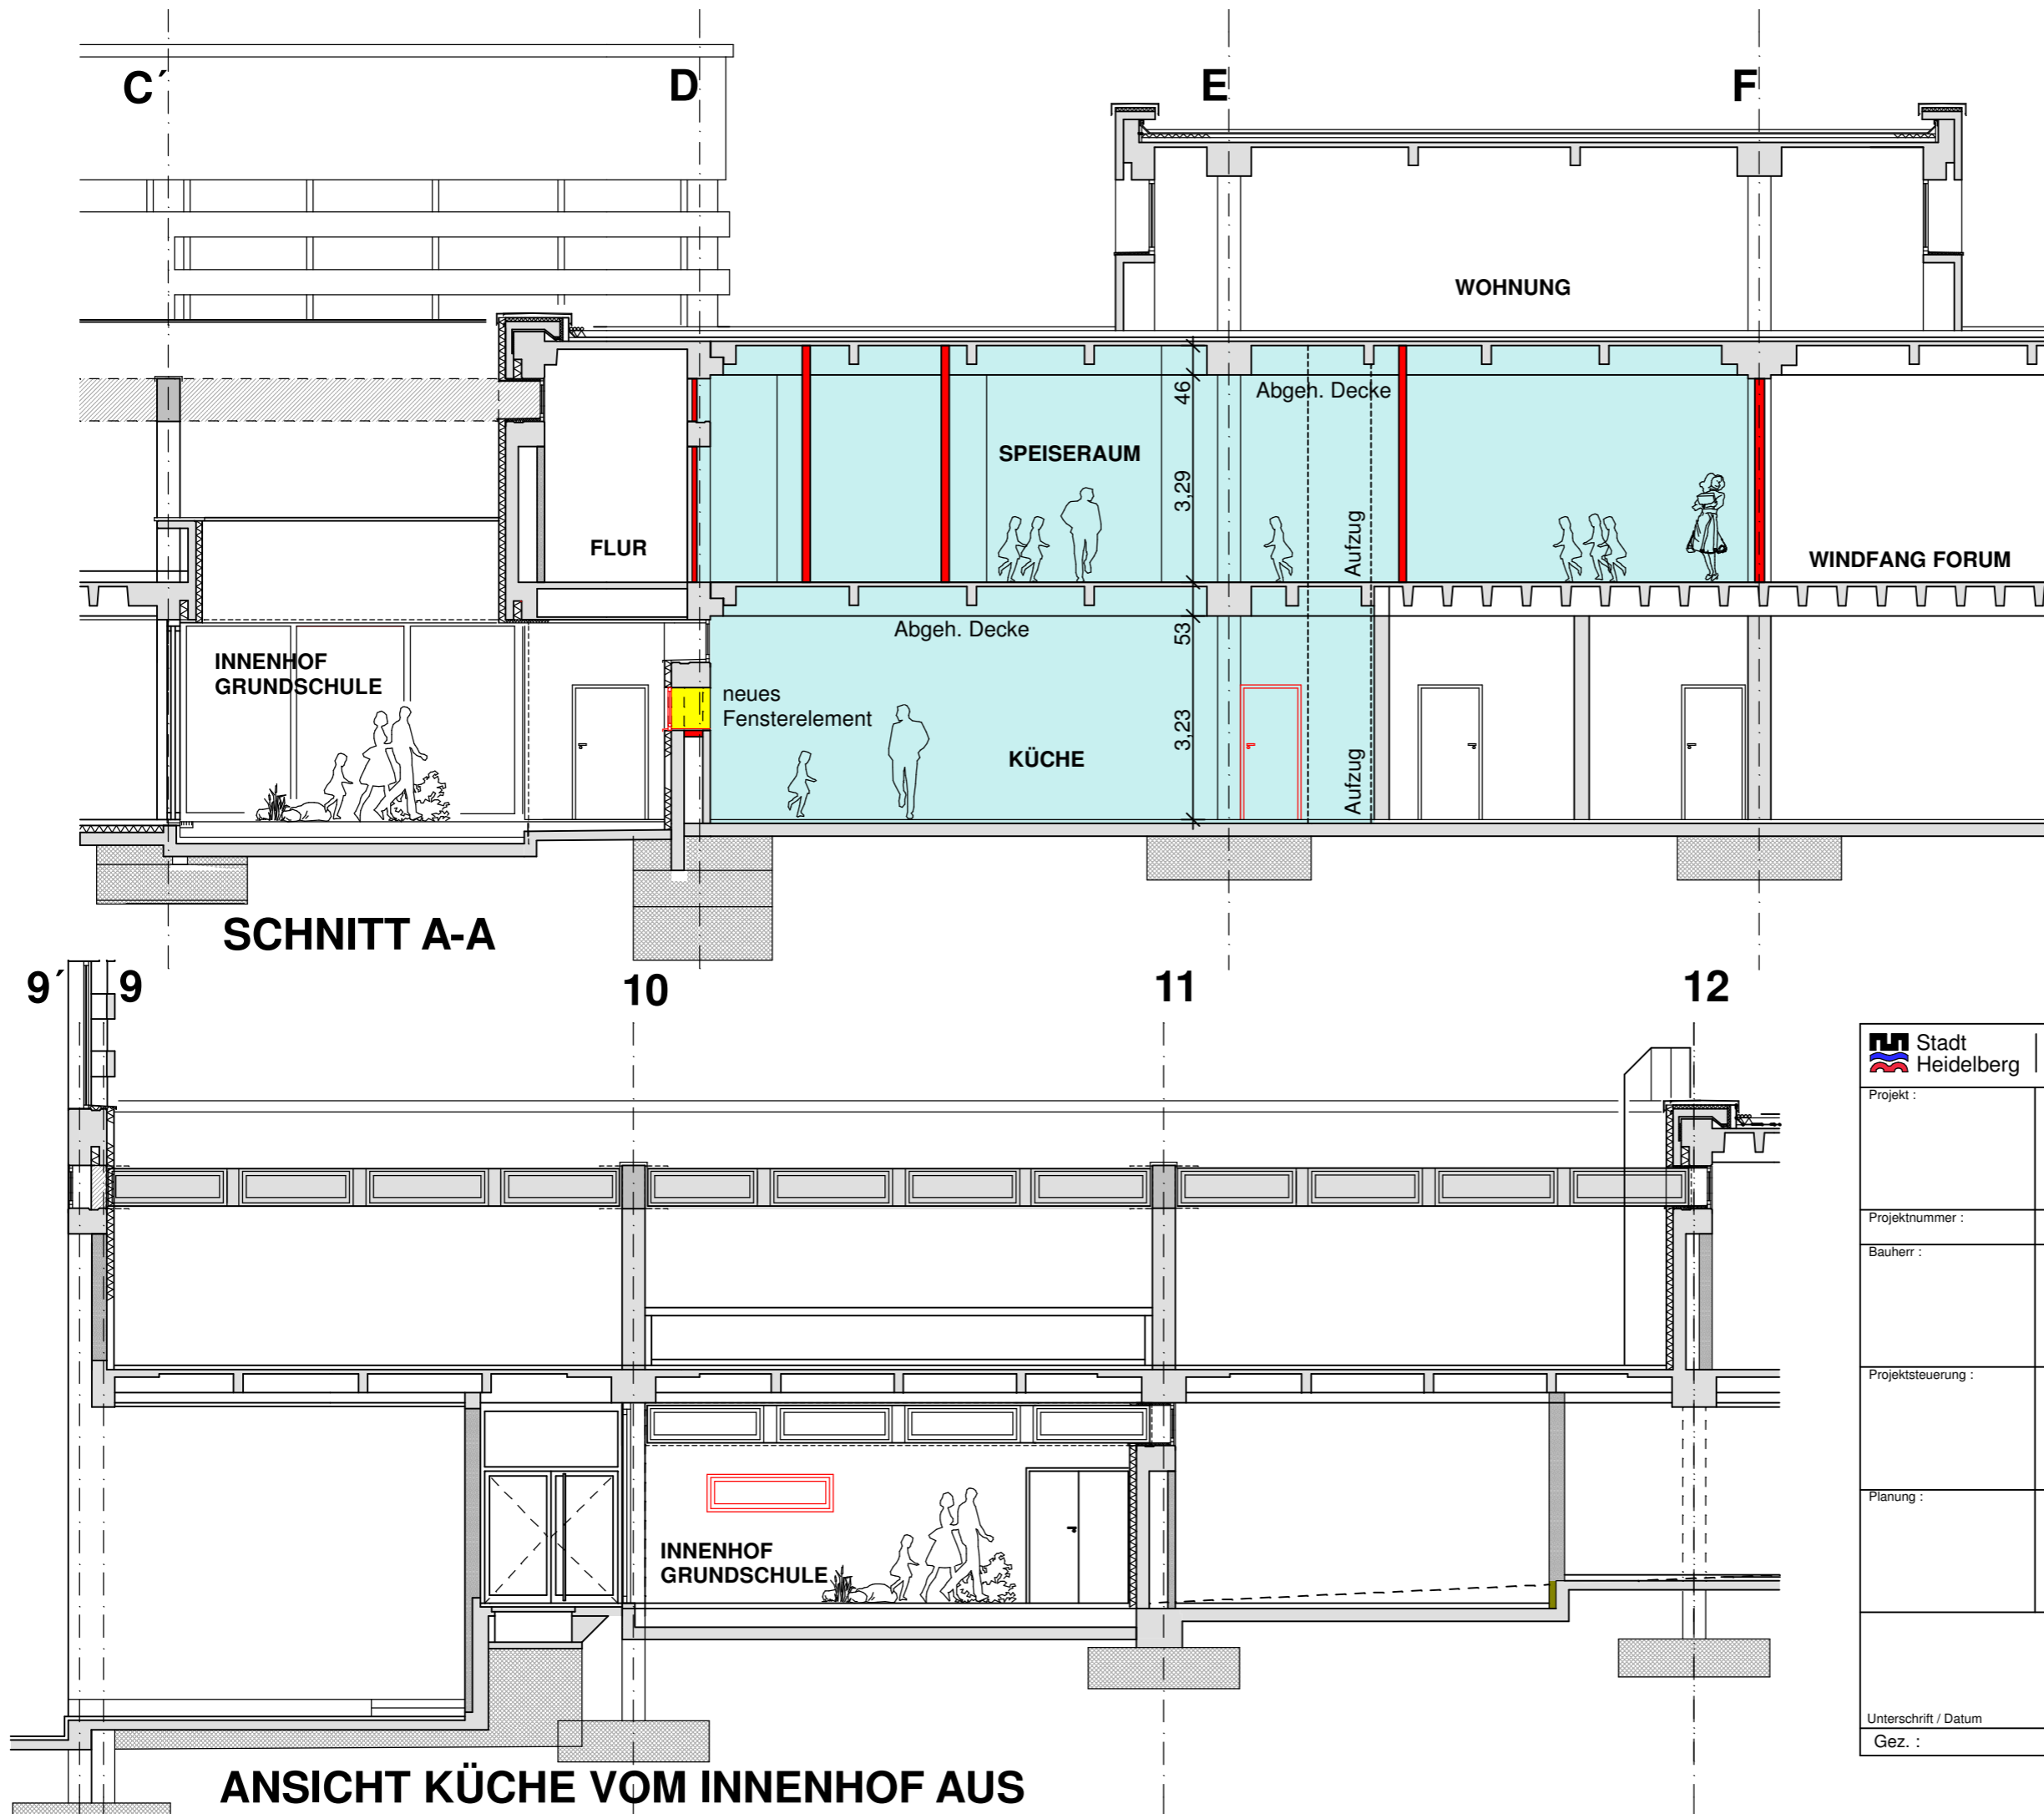 C´
D
E
F
WOHNUNG
46
Abgeh. Decke
SPEISERAUM
3,29
Aufzug
FLUR
WINDFANG FORUM
Abgeh. Decke
53
INNENHOF
GRUNDSCHULE
neues
Fensterelement
3,23
KÜCHE
Aufzug
SCHNITT A-A
9´
9
10
11
12
Stadt
Heidelberg
Projekt :
Projektnummer :
Bauherr :
Projektsteuerung :
Planung :
INNENHOF
GRUNDSCHULE
Unterschrift / Datum
Gez. :
ANSICHT KÜCHE VOM INNENHOF AUS